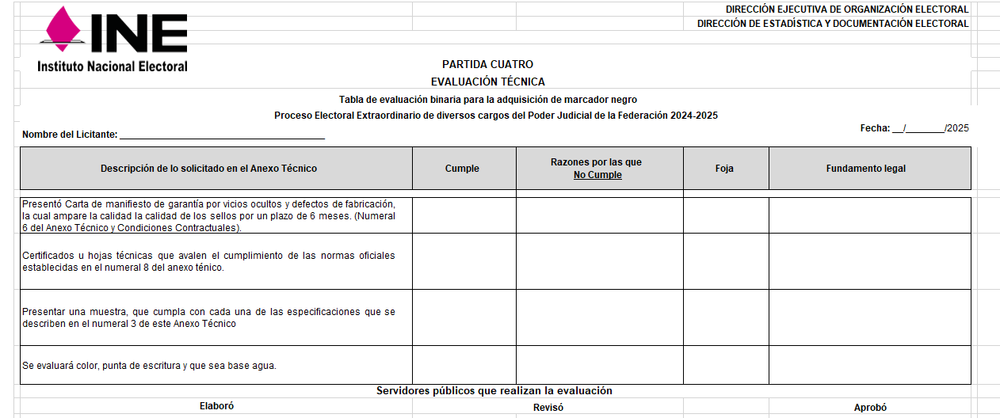 INE
Instituto Nacional Electoral
DIRECCIÓN EJECUTIVA DE ORGANIZACIÓN ELECTORAL
DIRECCIÓN DE ESTADÍSTICA Y DOCUMENTACIÓN ELECTORAL
PARTIDA CUATRO
EVALUACIÓN TÉCNICA
Tabla de evaluación binaria para la adquisición de marcador negro
Proceso Electoral Extraordinario de diversos cargos del Poder Judicial de la Federación 2024-2025
Fecha: __/_______/2025
Nombre del Licitante: _______________________________________
Descripción de lo solicitado en el Anexo Técnico
Cumple
Razones por las que
No Cumple
Foja
Fundamento legal
Presentó Carta de manifiesto de garantía por vicios ocultos y defectos de fabricación,
la cual ampare la calidad la calidad de los sellos por un plazo de 6 meses. (Numeral
6 del Anexo Técnico y Condiciones Contractuales).
Certificados u hojas técnicas que avalen el cumplimiento de las normas oficiales
establecidas en el numeral 8 del anexo ténico.
Presentar una muestra, que cumpla con cada una de las especificaciones que se
describen en el numeral 3 de este Anexo Técnico
Se evaluará color, punta de escritura y que sea base agua.
Servidores públicos que realizan la evaluación
Elaboró
Revisó
Aprobó